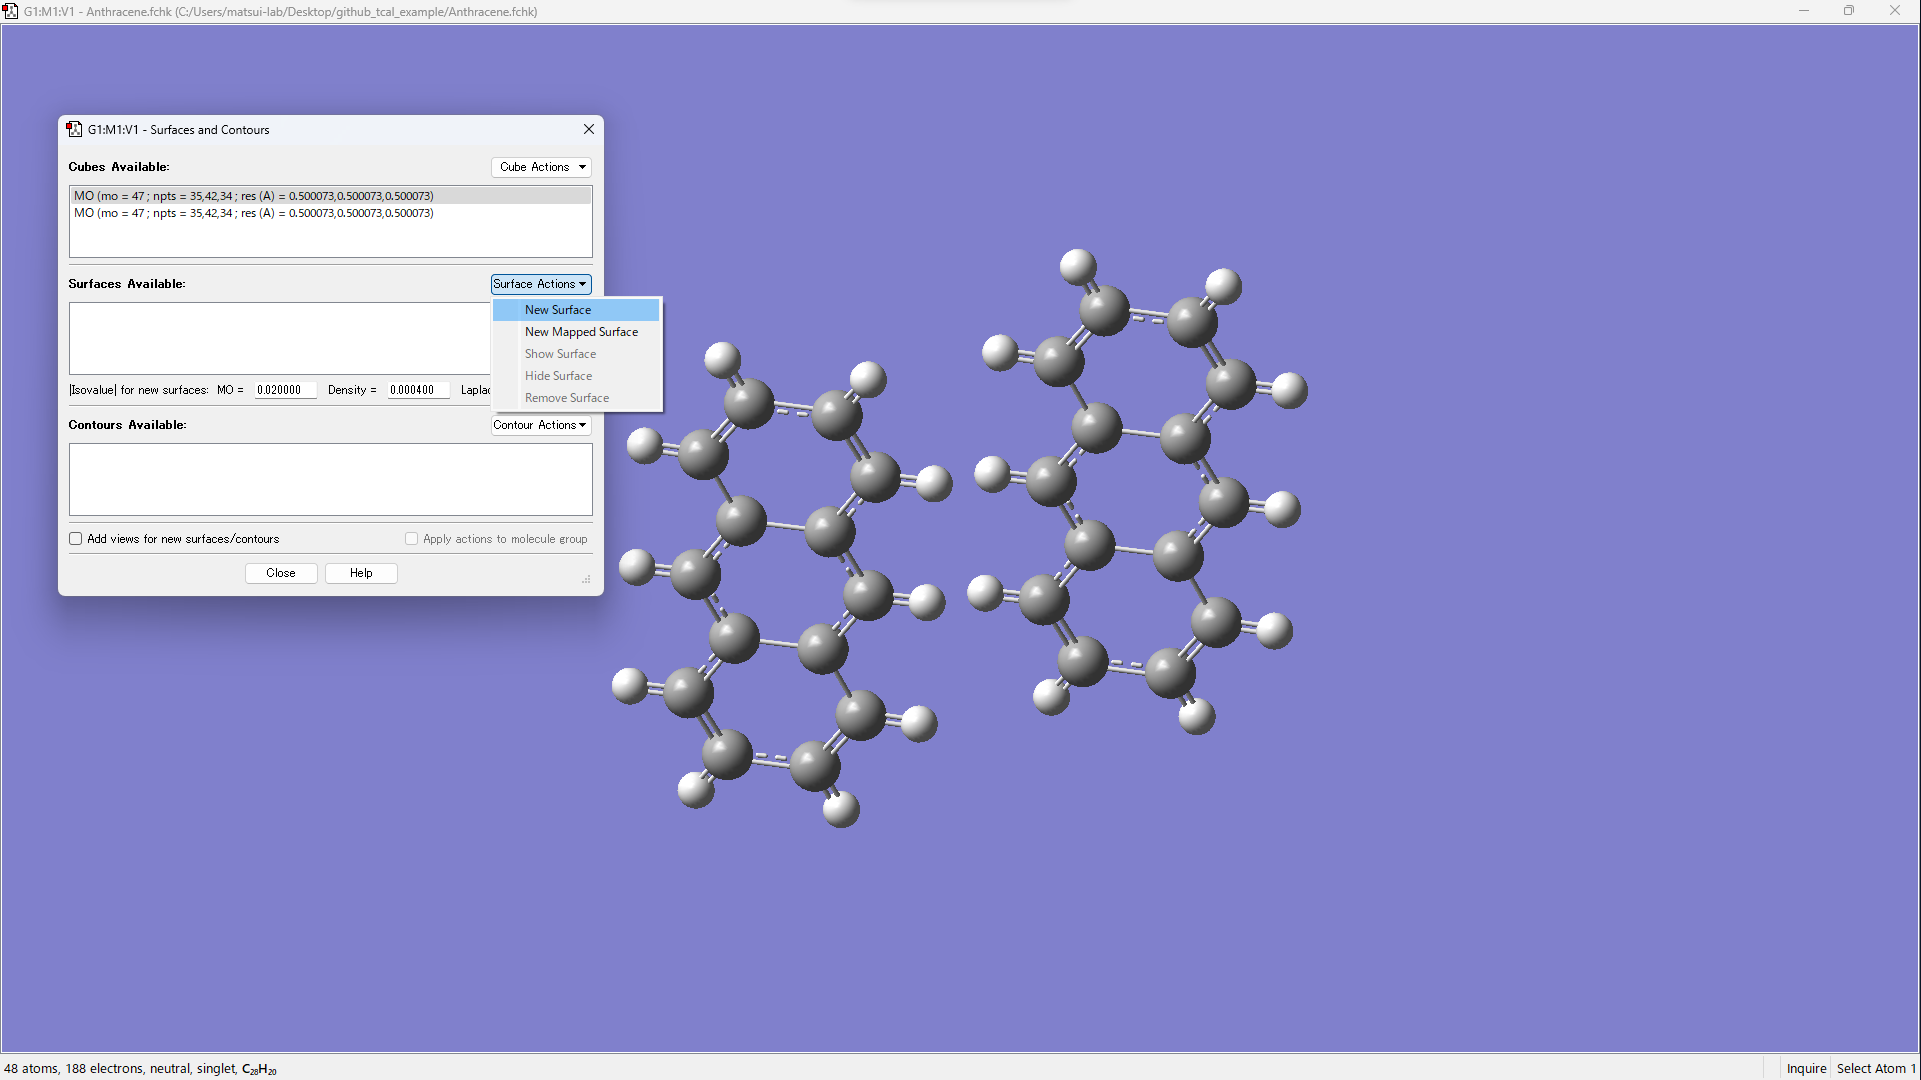 G1:M1:V1 - Anthracene.fchk (C:/Users/matsui-lab/Desktop/github_tcal_example/Anthracene.fchk)
G1:M1:V1 - Surfaces and Contours
Cubes Available:
Cube Actions
MO (mo = 47 ; npts = 35,42,34 ; res (A) = 0.500073,0.500073,0.500073)
MO (mo = 47 ; npts = 35,42,34 ; res (A) = 0.500073,0.500073,0.500073)
Surfaces Available:
Surface Actions
New Surface
New Mapped Surface
Show Surface
Hide Surface
Remove Surface
|Isovalue| for new surfaces: MO = 0.020000 Density = 0.000400 Laplac
Contours Available:
Contour Actions
Add views for new surfaces/contours
Apply actions to molecule group
Close
Help
48 atoms, 188 electrons, neutral, singlet, C₂₈H₂₀
Inquire
Select Atom 1